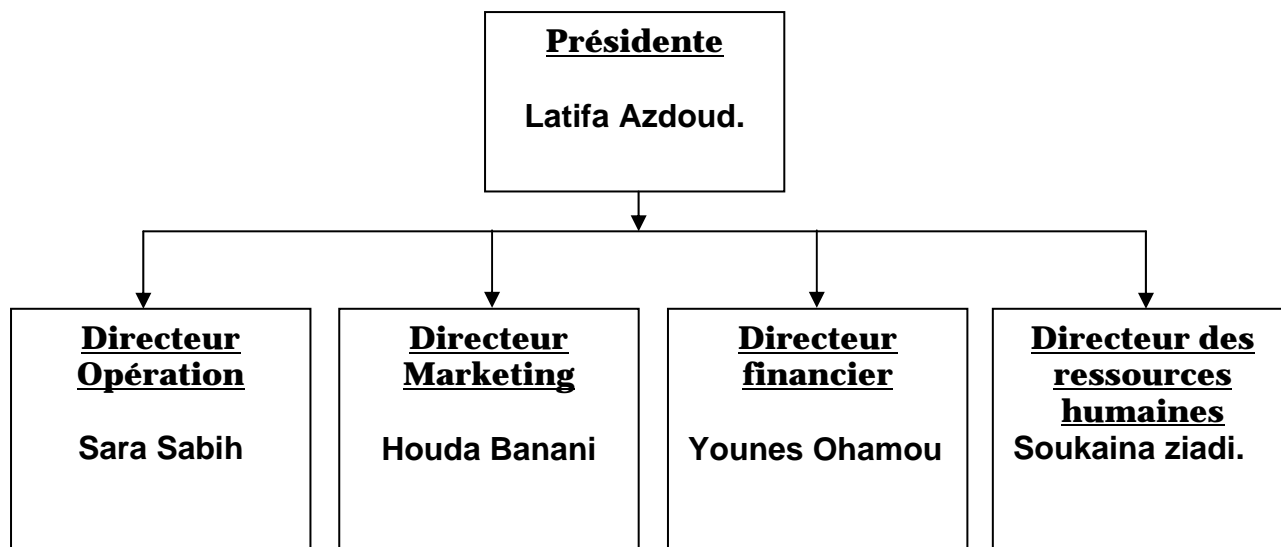 Présidente
Latifa Azdoud.
Directeur
Opération
Sara Sabih
Directeur
Marketing
Houda Banani
Directeur
financier
Younes Ohamou
Directeur des
ressources
humaines
Soukaina ziadi.